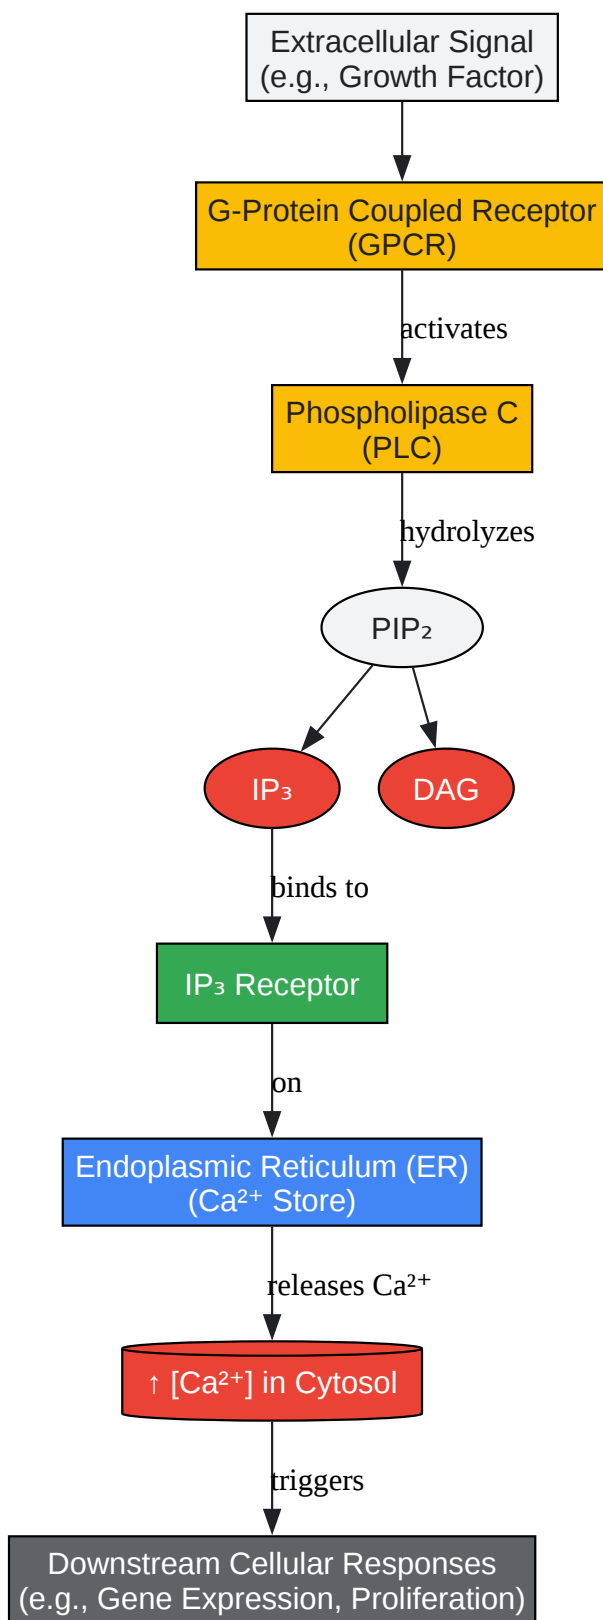 Extracellular Signal
(e.g., Growth Factor)
G-Protein Coupled Receptor
(GPCR)
activates
Phospholipase C
(PLC)
hydrolyzes
PIP₂
IP₃
DAG
binds to
IP₃ Receptor
on
Endoplasmic Reticulum (ER)
(Ca²⁺ Store)
releases Ca²⁺
↑ [Ca²⁺] in Cytosol
triggers
Downstream Cellular Responses
(e.g., Gene Expression, Proliferation)